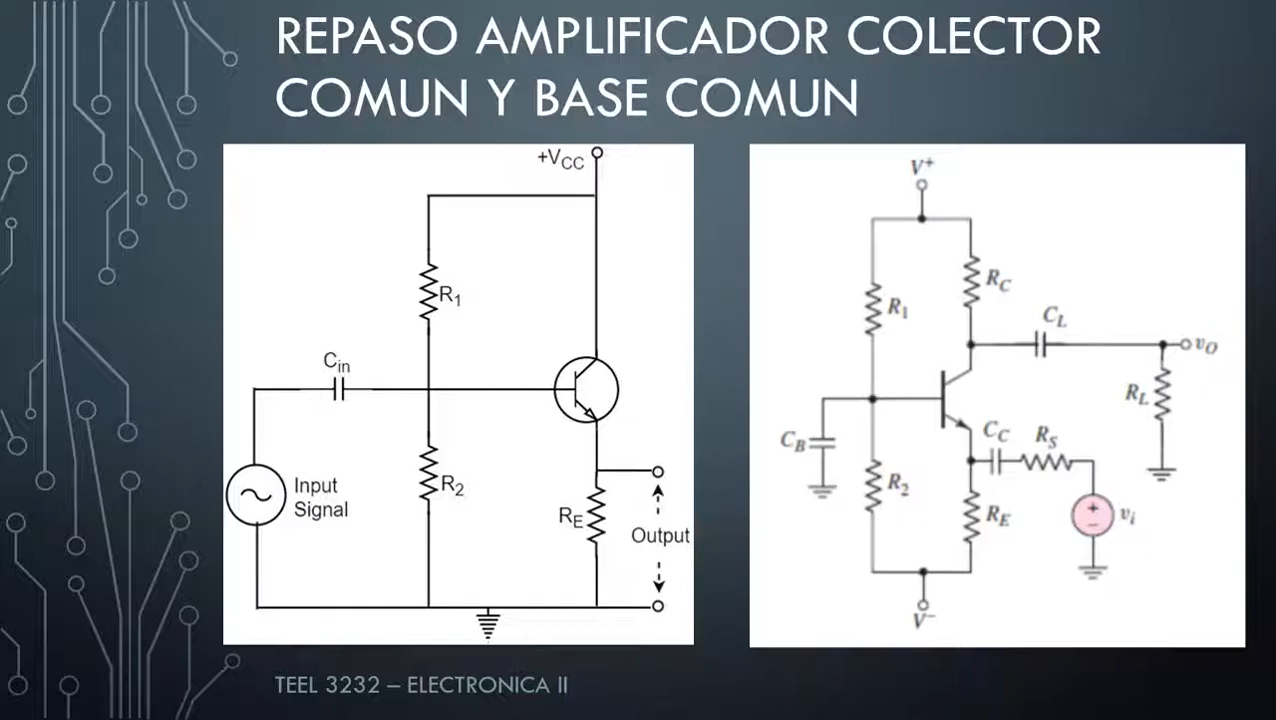 REPASO AMPLIFICADOR COLECTOR
COMUN Y BASE COMUN
+VCC
R1
Cin
R2
Input
Signal
RE
Output
V+
RC
R1
CL
vO
RL
CC
RS
CB
R2
RE
+
−
vi
V−
TEEL 3232 – ELECTRONICA II